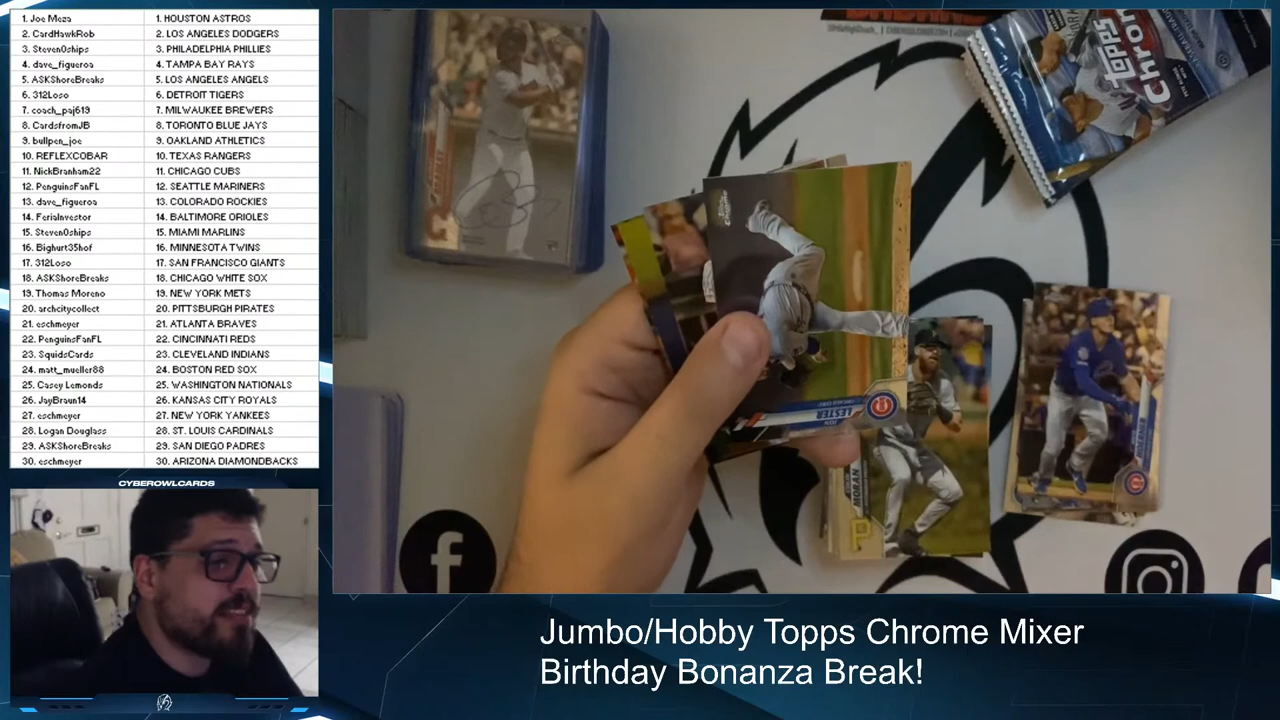 1. Joe Meza 1. HOUSTON ASTROS
2. CardHawkRob 2. LOS ANGELES DODGERS
3. Steven0ships 3. PHILADELPHIA PHILLIES
4. dave_figueroa 4. TAMPA BAY RAYS
5. ASKShoreBreaks 5. LOS ANGELES ANGELS
6. 312Loso 6. DETROIT TIGERS
7. coach_paj619 7. MILWAUKEE BREWERS
8. CardsfromJB 8. TORONTO BLUE JAYS
9. bullpen_joe 9. OAKLAND ATHLETICS
10. REFLEXCOBAR 10. TEXAS RANGERS
11. NickBranham22 11. CHICAGO CUBS
12. PenguinsFanFL 12. SEATTLE MARINERS
13. dave_figueroa 13. COLORADO ROCKIES
14. FeriaInvestor 14. BALTIMORE ORIOLES
15. Steven0ships 15. MIAMI MARLINS
16. Bighurt35hof 16. MINNESOTA TWINS
17. 312Loso 17. SAN FRANCISCO GIANTS
18. ASKShoreBreaks 18. CHICAGO WHITE SOX
19. Thomas Moreno 19. NEW YORK METS
20. archcitycollect 20. PITTSBURGH PIRATES
21. eschmeyer 21. ATLANTA BRAVES
22. PenguinsFanFL 22. CINCINNATI REDS
23. SquidsCards 23. CLEVELAND INDIANS
24. matt_mueller88 24. BOSTON RED SOX
25. Casey Lemonds 25. WASHINGTON NATIONALS
26. JayBraun14 26. KANSAS CITY ROYALS
27. eschmeyer 27. NEW YORK YANKEES
28. Logan Douglass 28. ST. LOUIS CARDINALS
29. ASKShoreBreaks 29. SAN DIEGO PADRES
30. eschmeyer 30. ARIZONA DIAMONDBACKS
CYBEROWLCARDS
Topps
Chrome
JON
LESTER
MORAN
P
HOERNER
f
Jumbo/Hobby Topps Chrome Mixer
Birthday Bonanza Break!